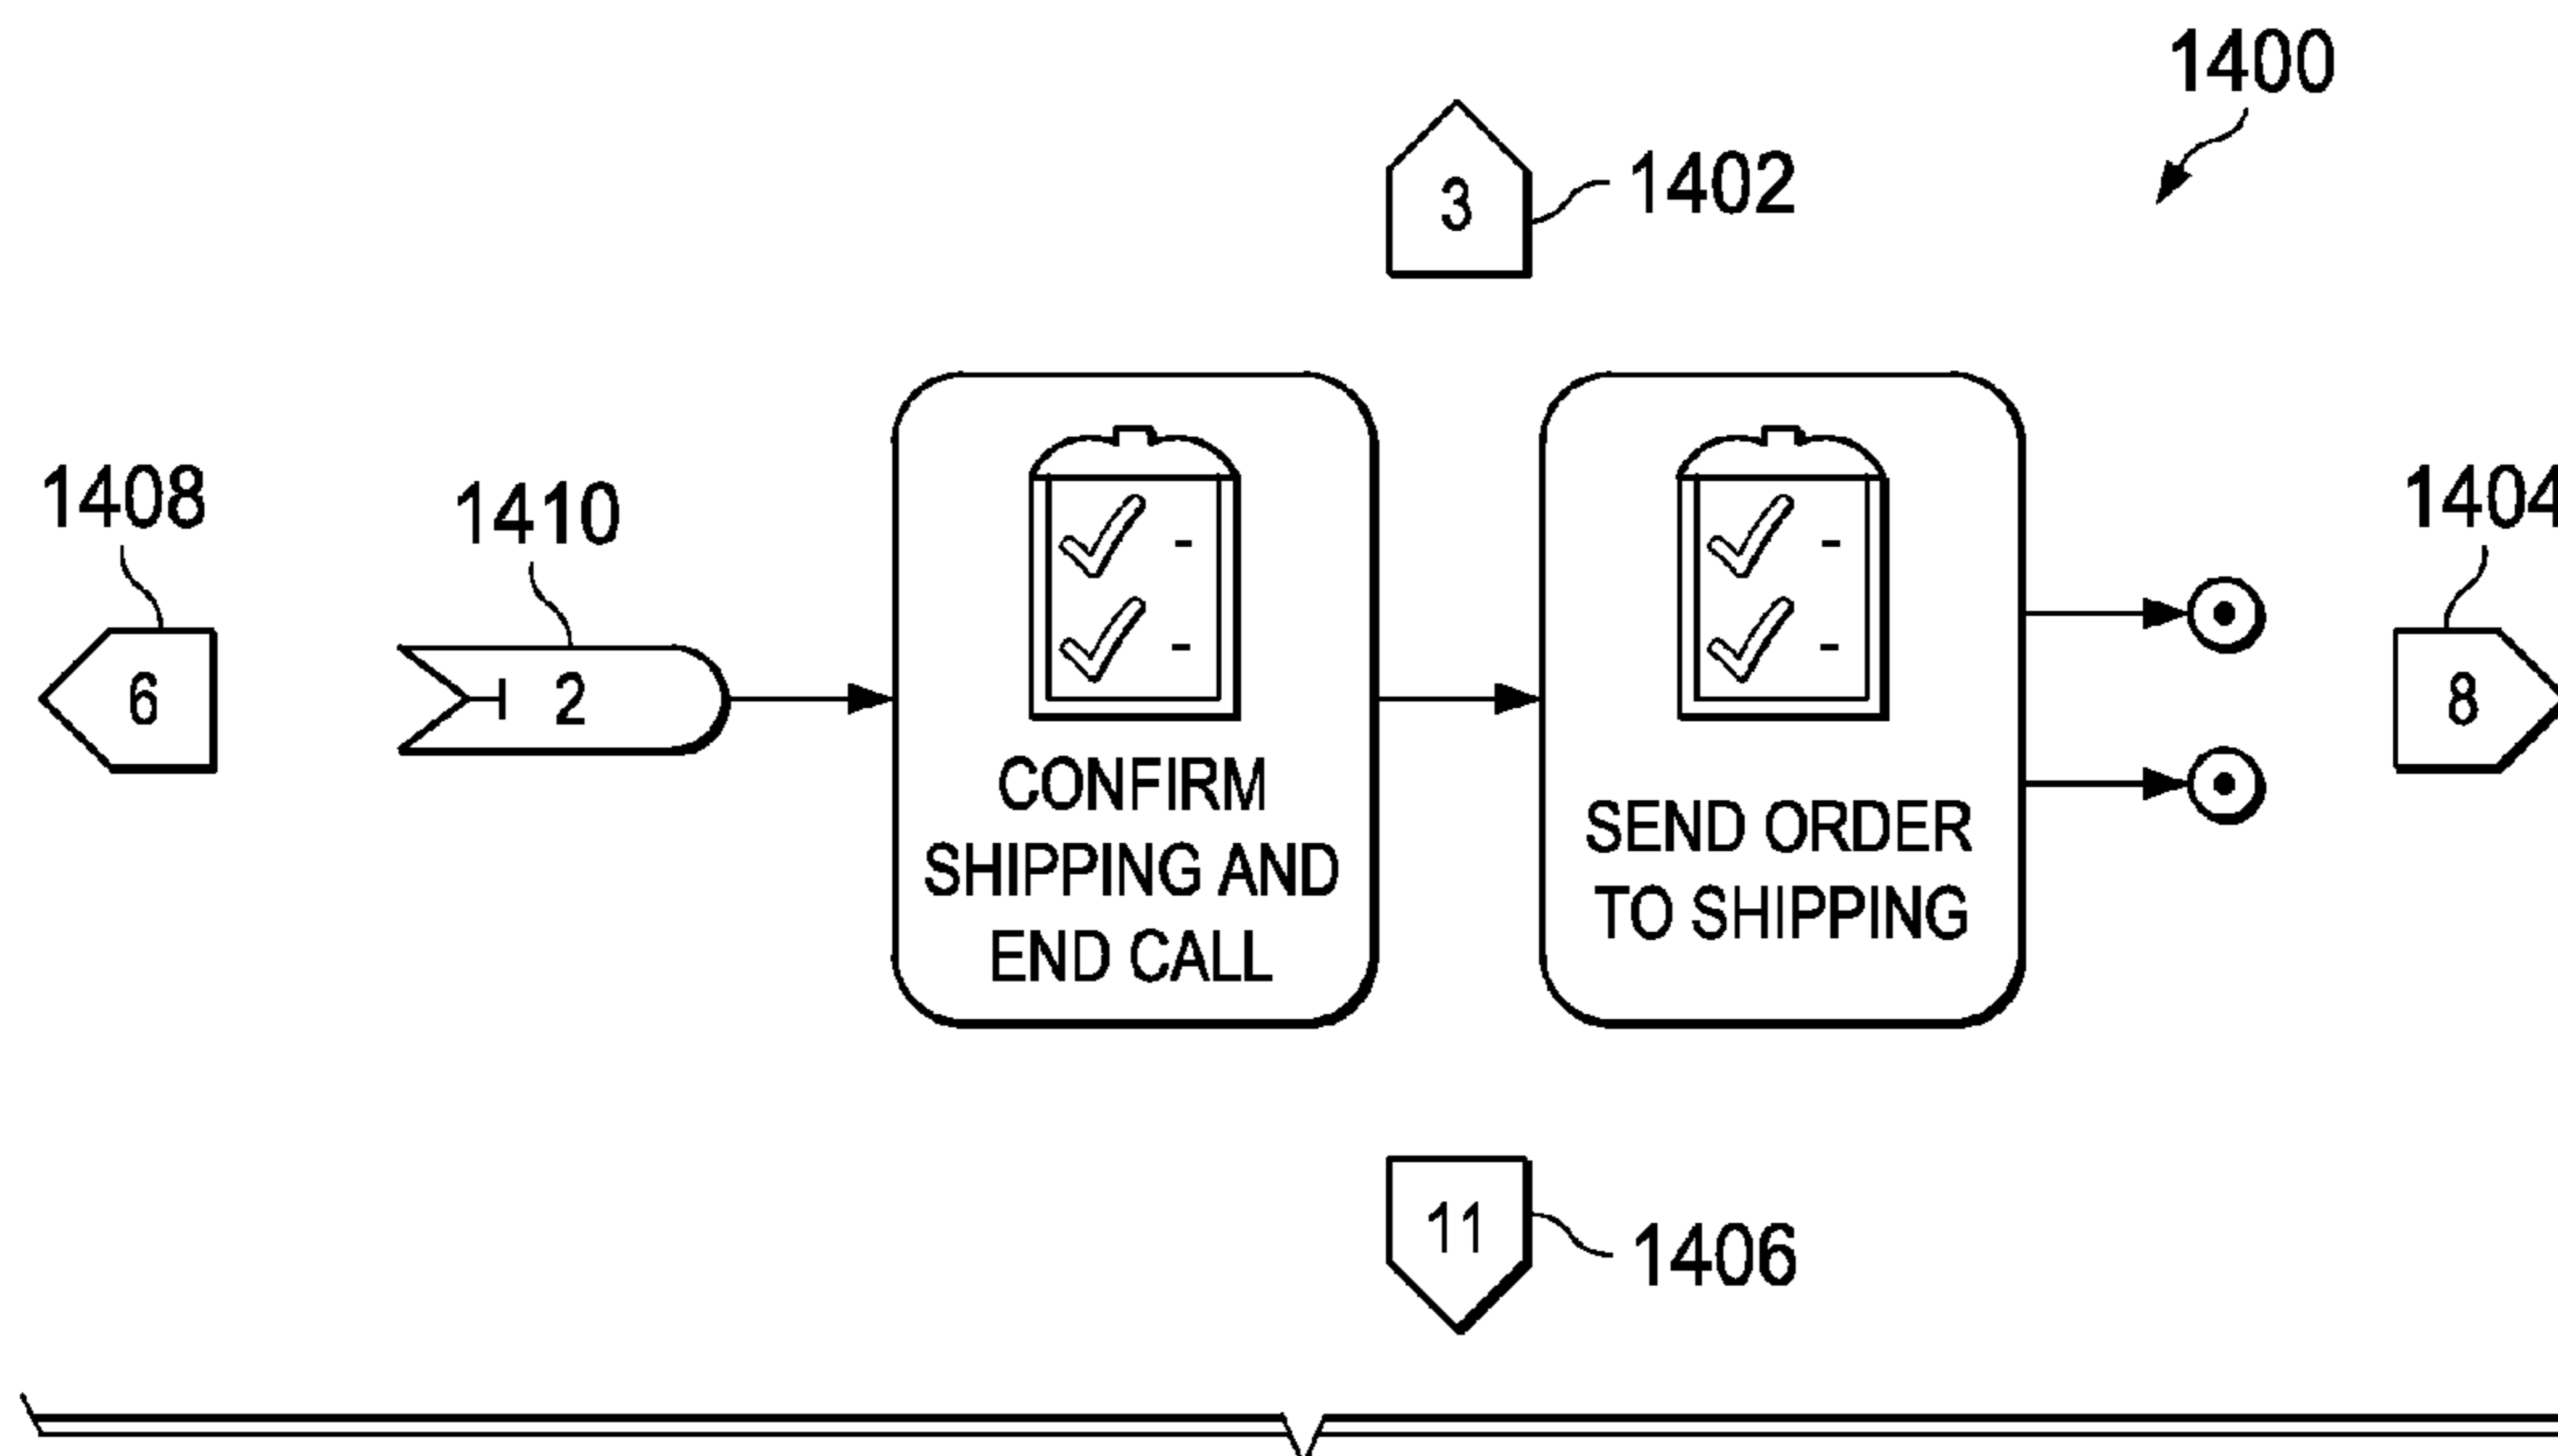 1400
3
1402
1408
1410
1404
6
2
8
CONFIRM
SHIPPING AND
END CALL
SEND ORDER
TO SHIPPING
11
1406